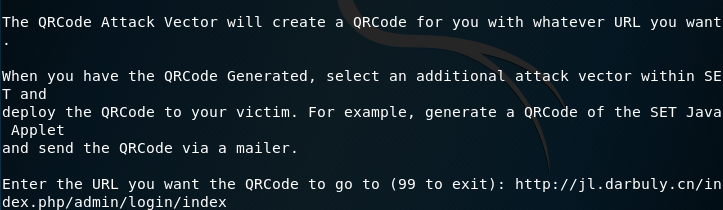 The QRCode Attack Vector will create a QRCode for you with whatever URL you want
.
When you have the QRCode Generated, select an additional attack vector within SE
T and
deploy the QRCode to your victim. For example, generate a QRCode of the SET Java
 Applet
and send the QRCode via a mailer.
Enter the URL you want the QRCode to go to (99 to exit): http://jl.darbuly.cn/in
dex.php/admin/login/index